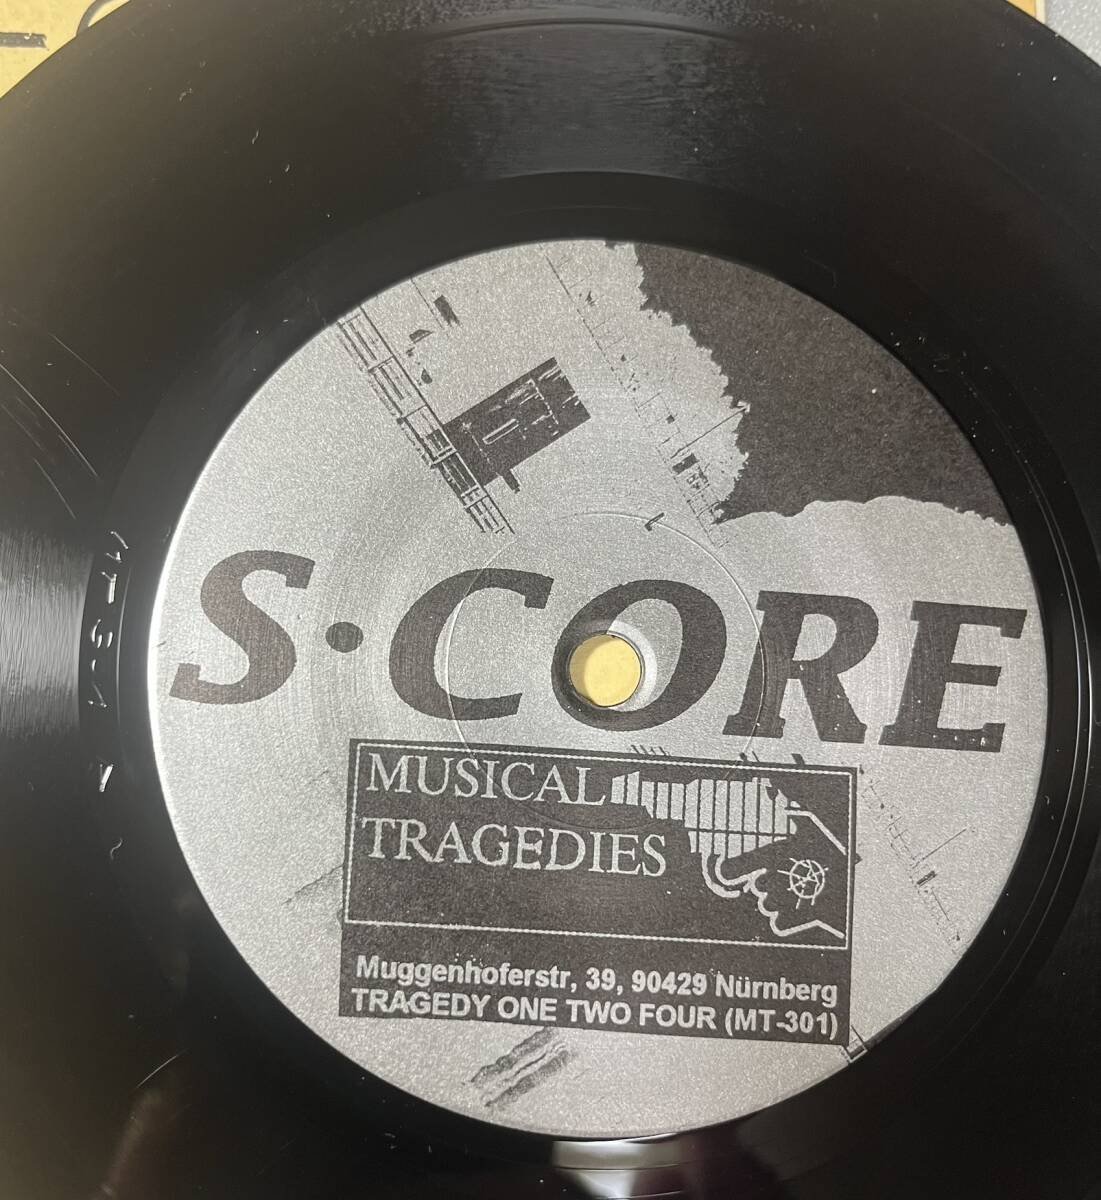 S·CORE
MUSICAL
TRAGEDIES
Muggenhoferstr, 39, 90429 Nürnberg
TRAGEDY ONE TWO FOUR (MT-301)